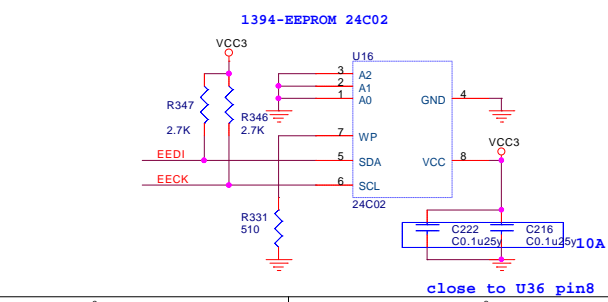 1394-EEPROM 24C02
VCC3
U16
R347
2.7K
R346
2.7K
3 A2
2 A1
1 A0
GND 4
7 WP
VCC3
EEDI
5 SDA
VCC 8
EECK
6 SCL
24C02
R331
510
C222
C0.1u25y
C216
C0.1u25y
10A
close to U36 pin8